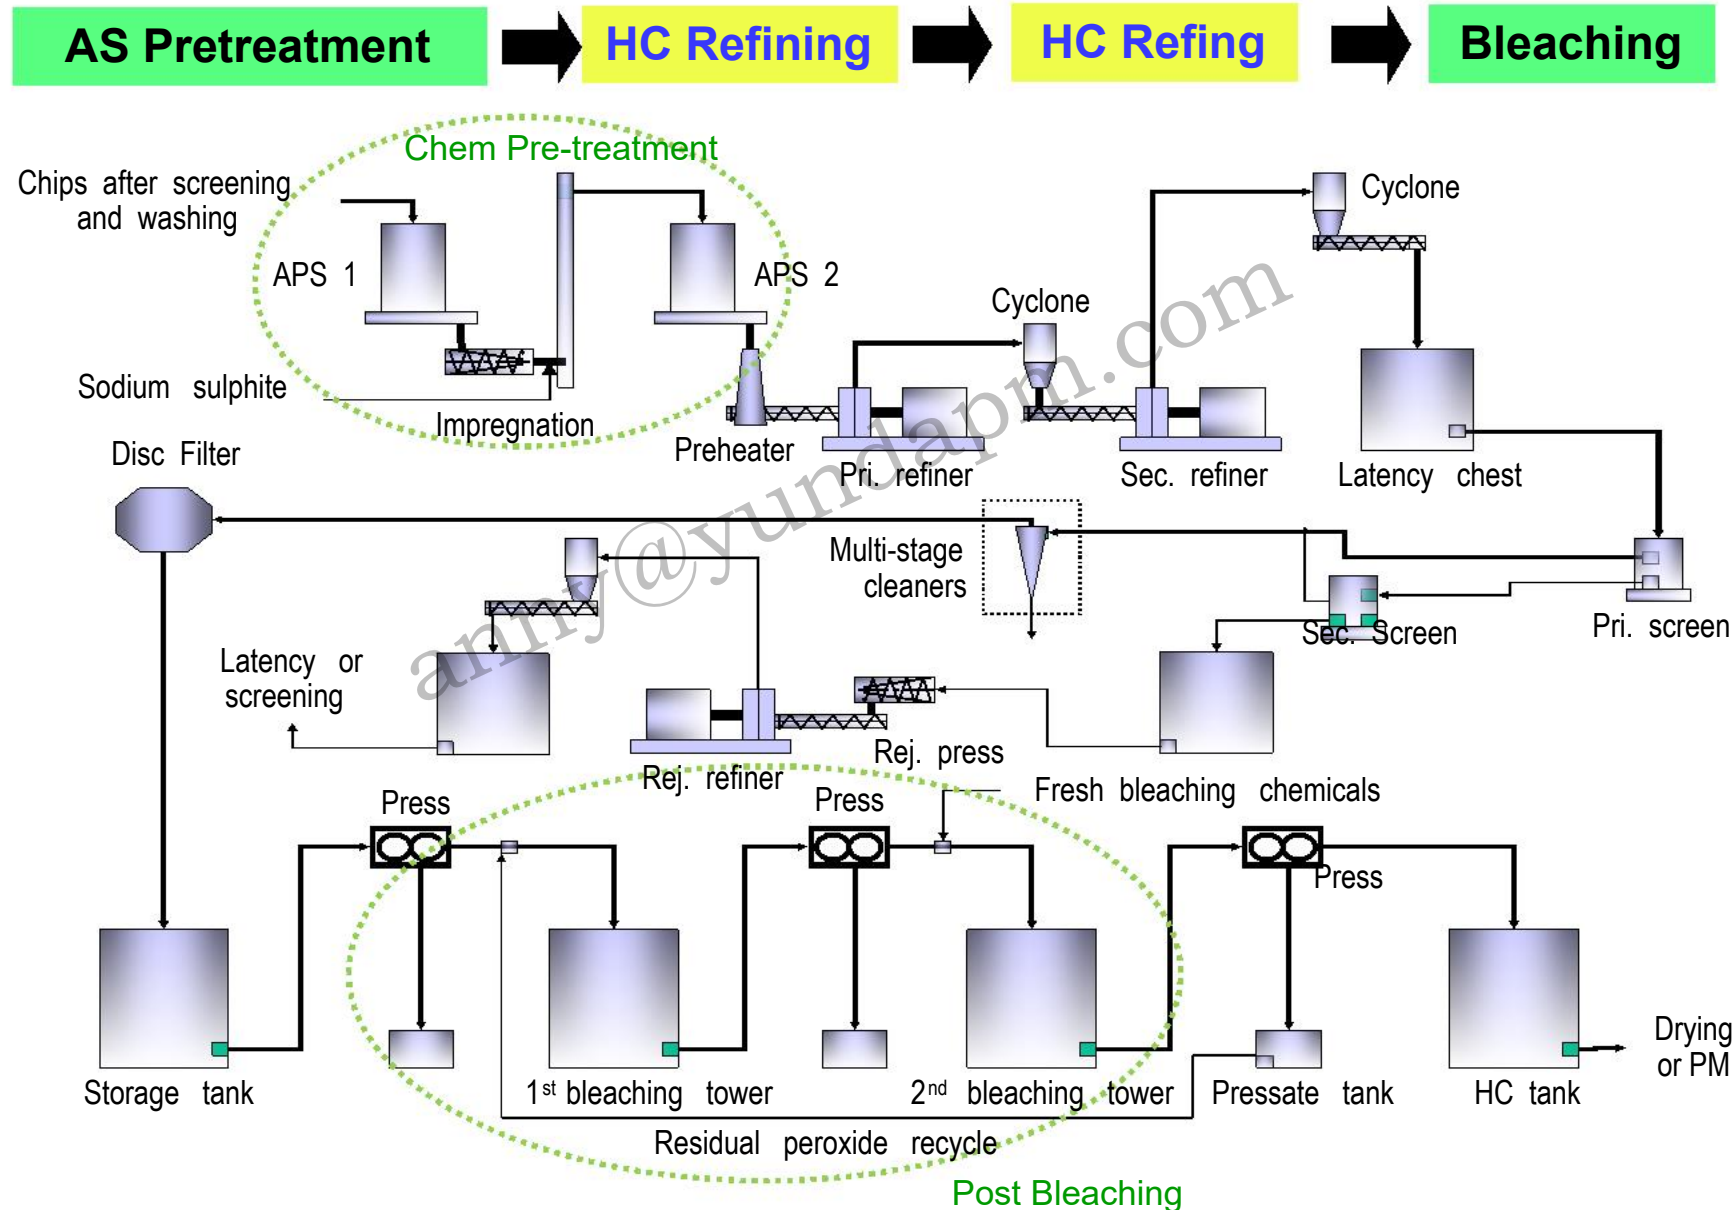 AS Pretreatment
HC Refining
HC Refing
Bleaching
Chem Pre-treatment
Chips after screening
and washing
APS 1
APS 2
Cyclone
Cyclone
Sodium sulphite
Impregnation
Preheater
Pri. refiner
Sec. refiner
Latency chest
Disc Filter
Multi-stage
cleaners
Sec. Screen
Pri. screen
anny@yundapm.com
Latency or
screening
Rej. refiner
Rej. press
Fresh bleaching chemicals
Press
Press
Press
Storage tank
1st bleaching tower
2nd bleaching tower
Pressate tank
HC tank
Drying
or PM
Residual peroxide recycle
Post Bleaching